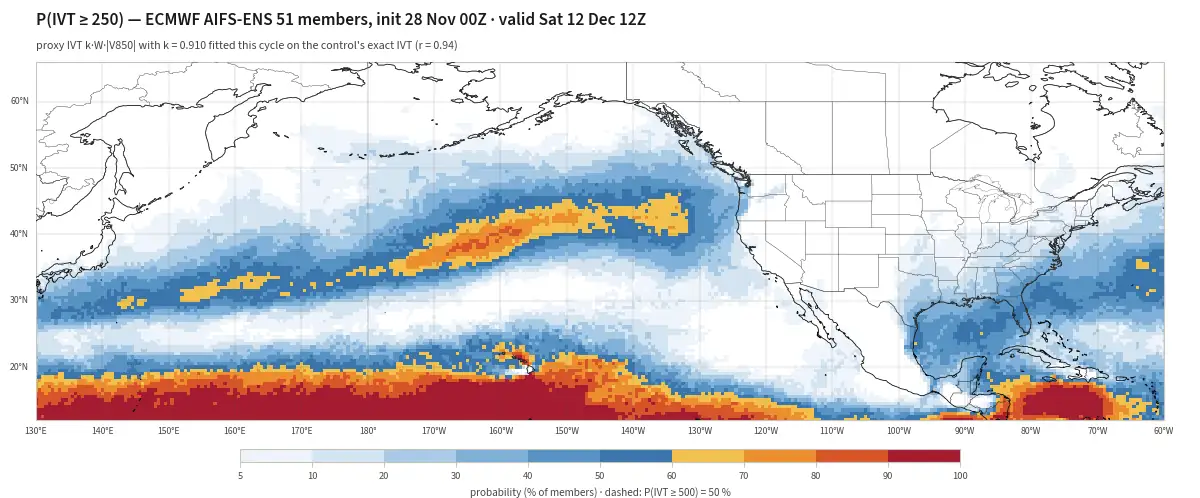 P(IVT ≥ 250) — ECMWF AIFS-ENS 51 members, init 28 Nov 00Z · valid Sat 12 Dec 12Z
proxy IVT k·W·|V850| with k = 0.910 fitted this cycle on the control's exact IVT (r = 0.94)
60°N
50°N
40°N
30°N
20°N
130°E 140°E 150°E 160°E 170°E 180° 170°W 160°W 150°W 140°W 130°W 120°W 110°W 100°W 90°W 80°W 70°W 60°W
5 10 20 30 40 50 60 70 80 90 100
probability (% of members) · dashed: P(IVT ≥ 500) = 50 %